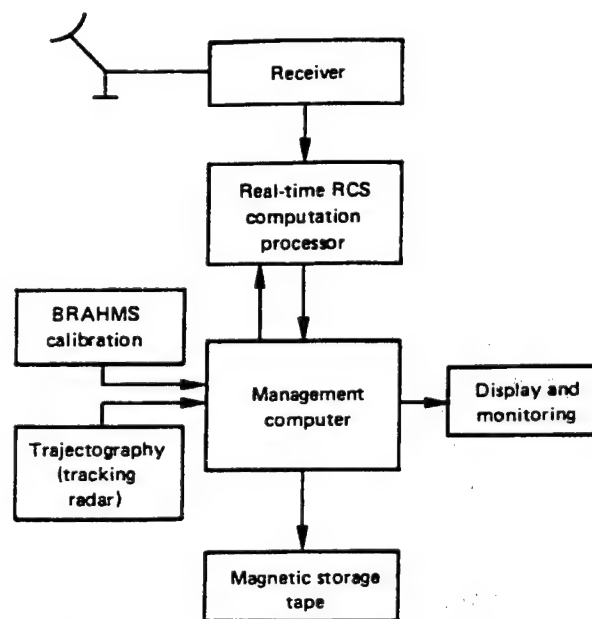 Receiver
Real-time RCS
computation
processor
BRAHMS
calibration
Management
computer
Display and
monitoring
Trajectography
(tracking
radar)
Magnetic storage
tape